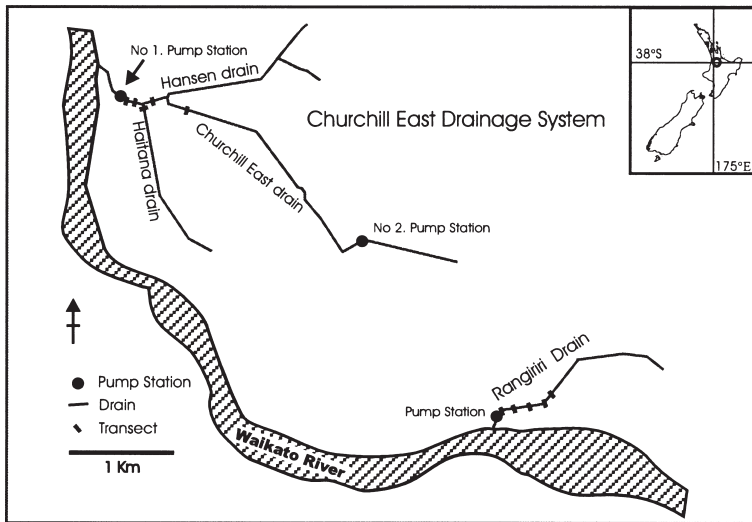 No 1. Pump Station
Hansen drain
Haitana drain
Churchill East drain
Churchill East Drainage System
38°S
175°E
No 2. Pump Station
Pump Station
Drain
Transect
1 Km
Rangiriri Drain
Pump Station
Waikato River